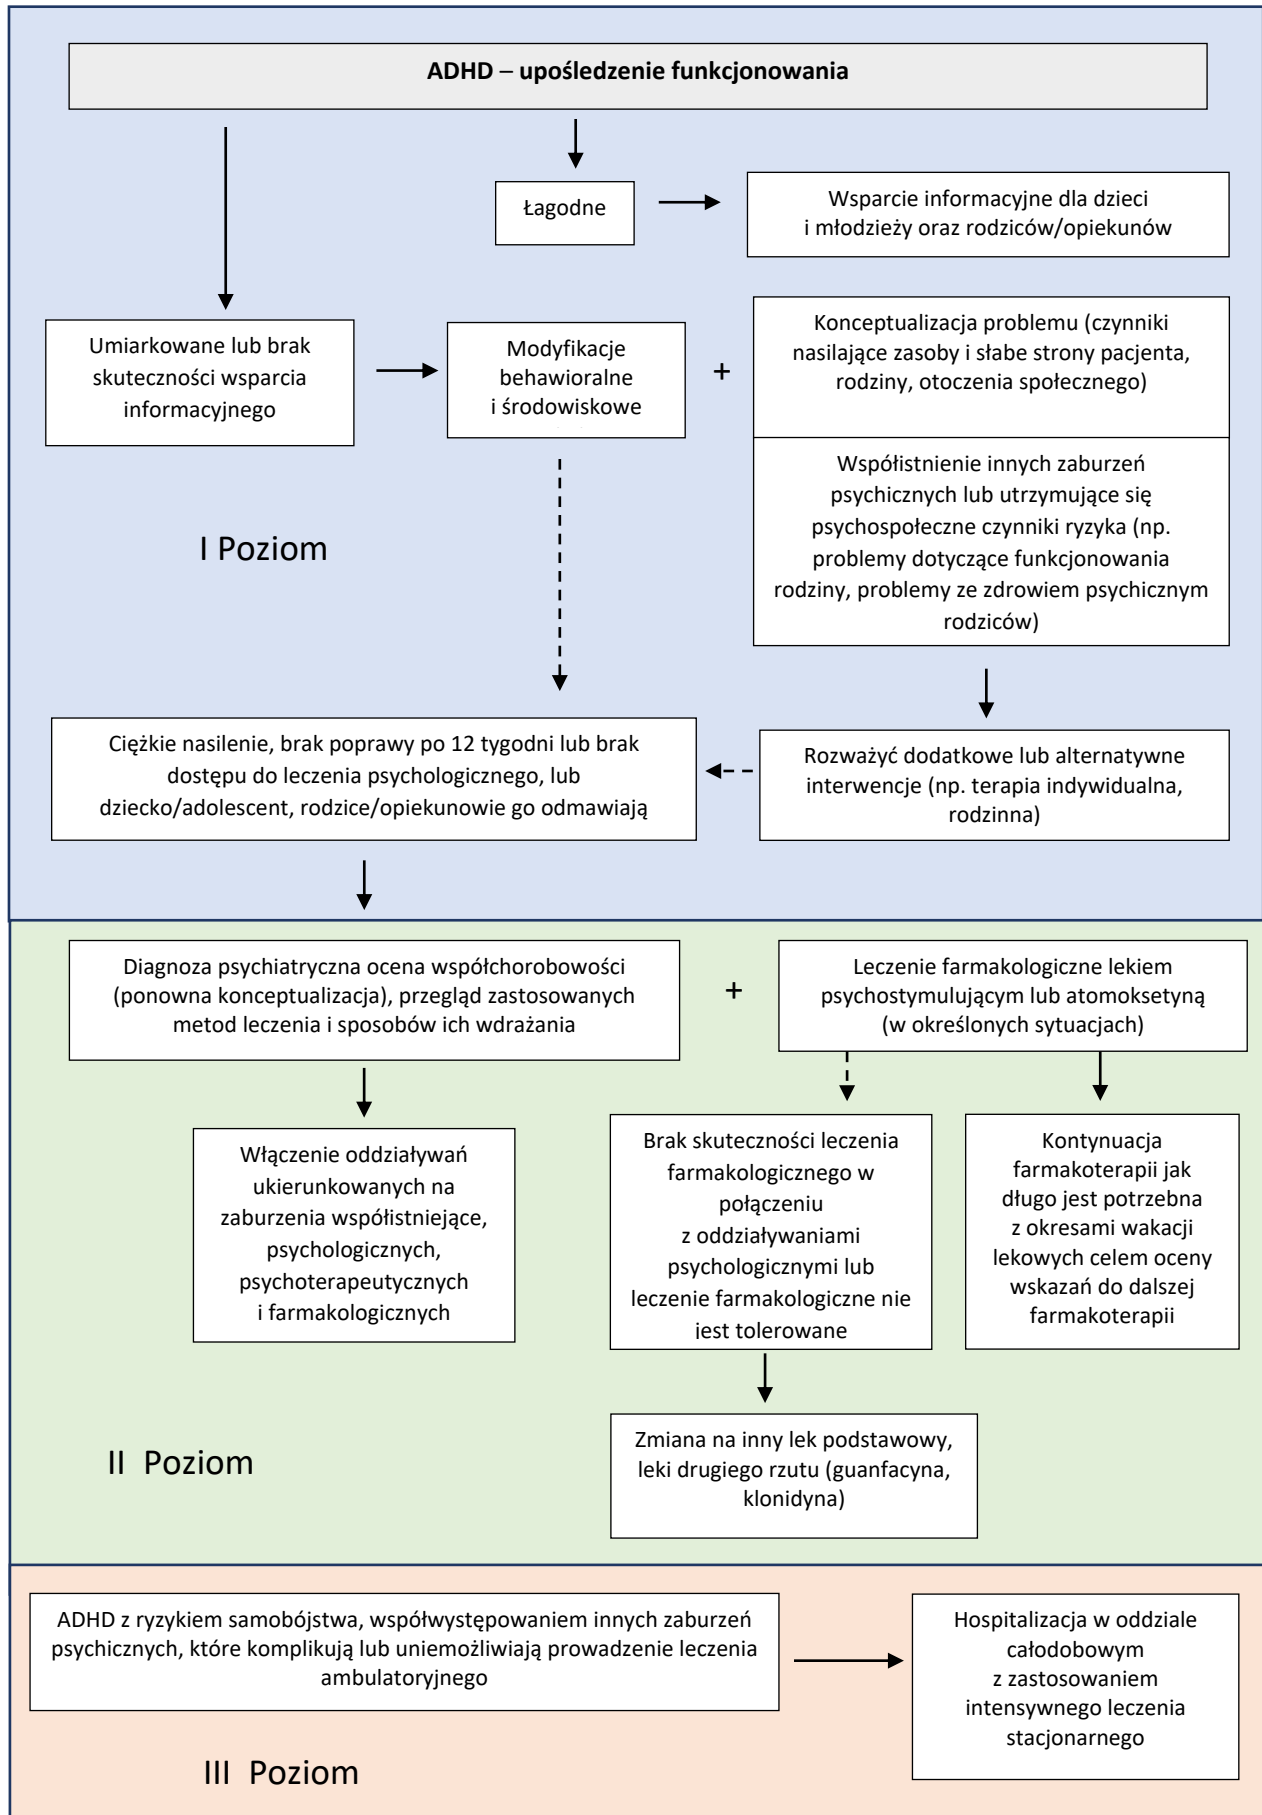 ADHD – upośledzenie funkcjonowania
Łagodne
Wsparcie informacyjne dla dzieci
i młodzieży oraz rodziców/opiekunów
Umiarkowane lub brak
skuteczności wsparcia
informacyjnego
Modyfikacje
behawioralne
i środowiskowe
+
Konceptualizacja problemu (czynniki
nasilające zasoby i słabe strony pacjenta,
rodziny, otoczenia społecznego)
Współistnienie innych zaburzeń
psychicznych lub utrzymujące się
psychospołeczne czynniki ryzyka (np.
problemy dotyczące funkcjonowania
rodziny, problemy ze zdrowiem psychicznym
rodziców)
I Poziom
Ciężkie nasilenie, brak poprawy po 12 tygodni lub brak
dostępu do leczenia psychologicznego, lub
dziecko/adolescent, rodzice/opiekunowie go odmawiają
Rozważyć dodatkowe lub alternatywne
interwencje (np. terapia indywidualna,
rodzinna)
Diagnoza psychiatryczna ocena współchorobowości
(ponowna konceptualizacja), przegląd zastosowanych
metod leczenia i sposobów ich wdrażania
+
Leczenie farmakologiczne lekiem
psychostymulującym lub atomoksetyną
(w określonych sytuacjach)
Włączenie oddziaływań
ukierunkowanych na
zaburzenia współistniejące,
psychologicznych,
psychoterapeutycznych
i farmakologicznych
Brak skuteczności leczenia
farmakologicznego w
połączeniu
z oddziaływaniami
psychologicznymi lub
leczenie farmakologiczne nie
jest tolerowane
Kontynuacja
farmakoterapii jak
długo jest potrzebna
z okresami wakacji
lekowych celem oceny
wskazań do dalszej
farmakoterapii
Zmiana na inny lek podstawowy,
leki drugiego rzutu (guanfacyna,
klonidyna)
II Poziom
ADHD z ryzykiem samobójstwa, współwystępowaniem innych zaburzeń
psychicznych, które komplikują lub uniemożliwiają prowadzenie leczenia
ambulatoryjnego
Hospitalizacja w oddziale
całodobowym
z zastosowaniem
intensywnego leczenia
stacjonarnego
III Poziom